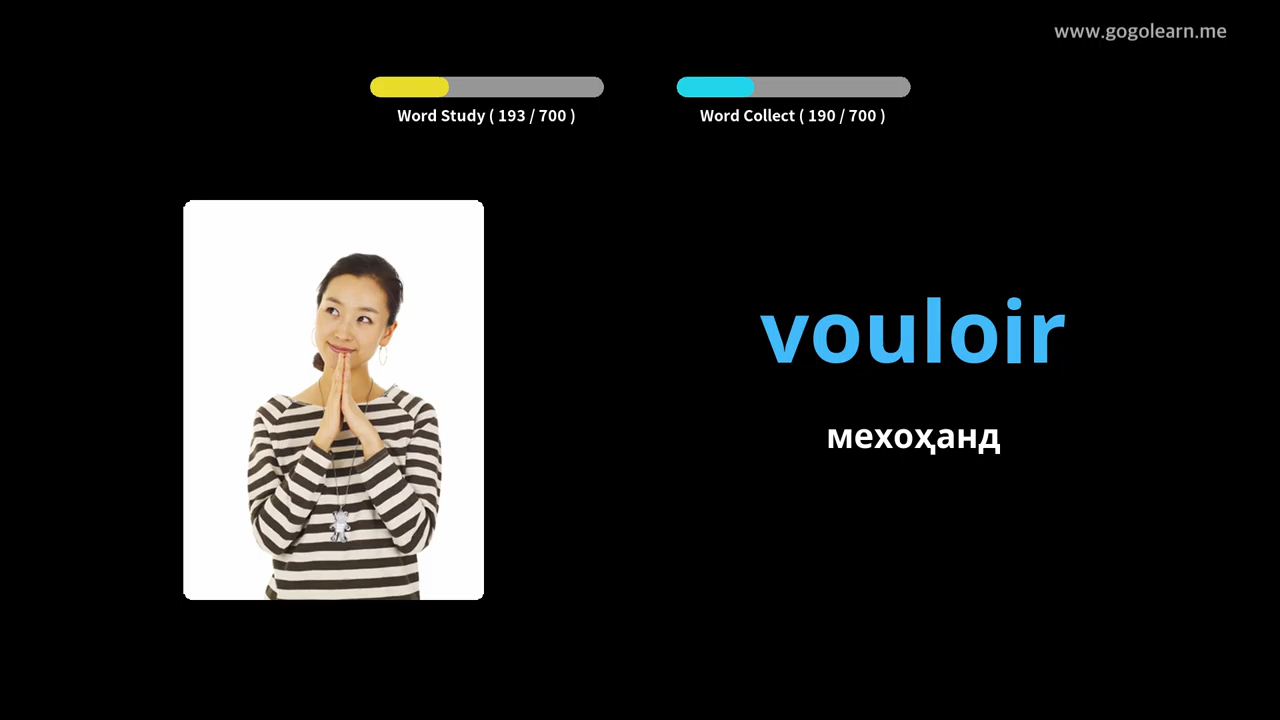 www.gogolearn.me
Word Study ( 193 / 700 )
Word Collect ( 190 / 700 )
vouloir
мехоҳанд